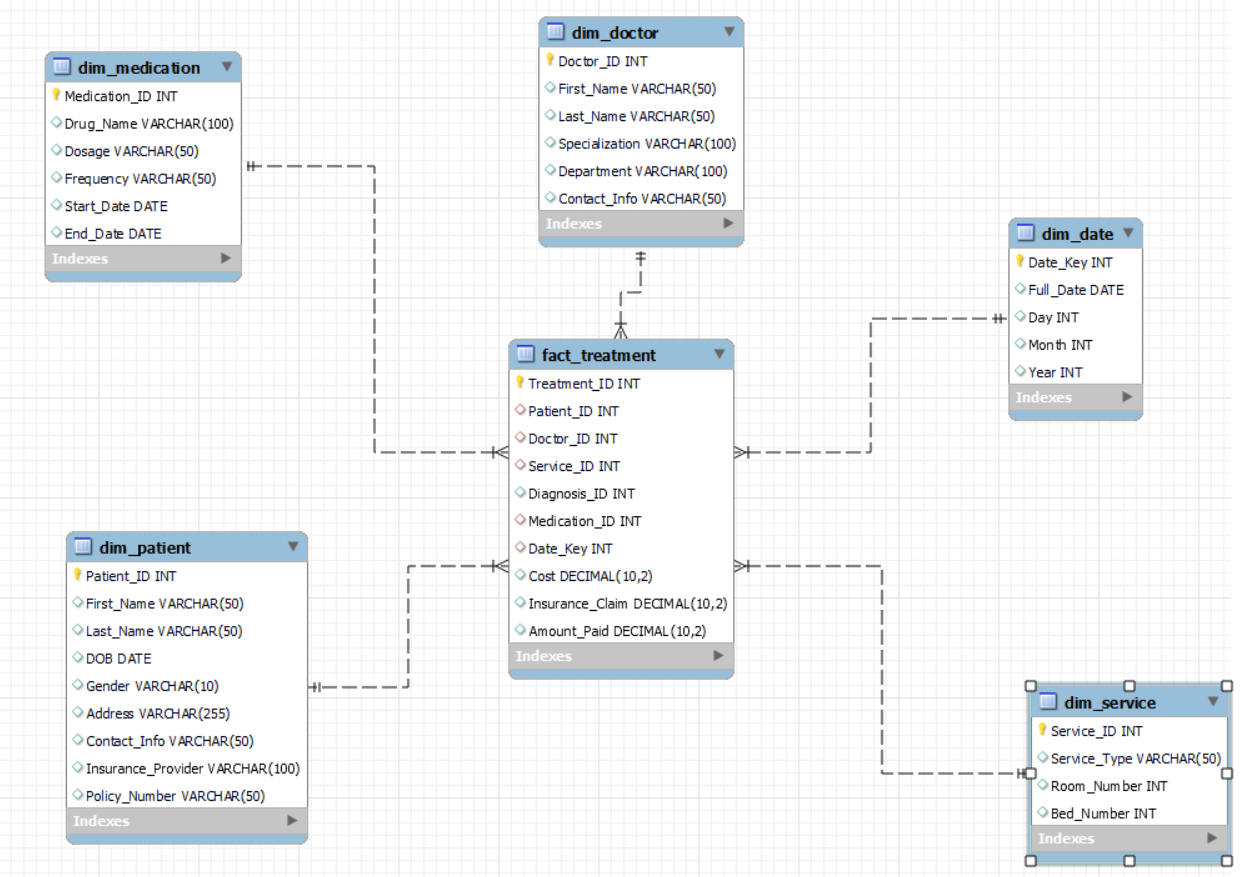 dim_medication
Medication_ID INT
Drug_Name VARCHAR(100)
Dosage VARCHAR(50)
Frequency VARCHAR(50)
Start_Date DATE
End_Date DATE
Indexes
dim_doctor
Doctor_ID INT
First_Name VARCHAR(50)
Last_Name VARCHAR(50)
Specialization VARCHAR(100)
Department VARCHAR(100)
Contact_Info VARCHAR(50)
Indexes
dim_date
Date_Key INT
Full_Date DATE
Day INT
Month INT
Year INT
Indexes
fact_treatment
Treatment_ID INT
Patient_ID INT
Doctor_ID INT
Service_ID INT
Diagnosis_ID INT
Medication_ID INT
Date_Key INT
Cost DECIMAL(10,2)
Insurance_Claim DECIMAL(10,2)
Amount_Paid DECIMAL(10,2)
Indexes
dim_patient
Patient_ID INT
First_Name VARCHAR(50)
Last_Name VARCHAR(50)
DOB DATE
Gender VARCHAR(10)
Address VARCHAR(255)
Contact_Info VARCHAR(50)
Insurance_Provider VARCHAR(100)
Policy_Number VARCHAR(50)
Indexes
dim_service
Service_ID INT
Service_Type VARCHAR(50)
Room_Number INT
Bed_Number INT
Indexes